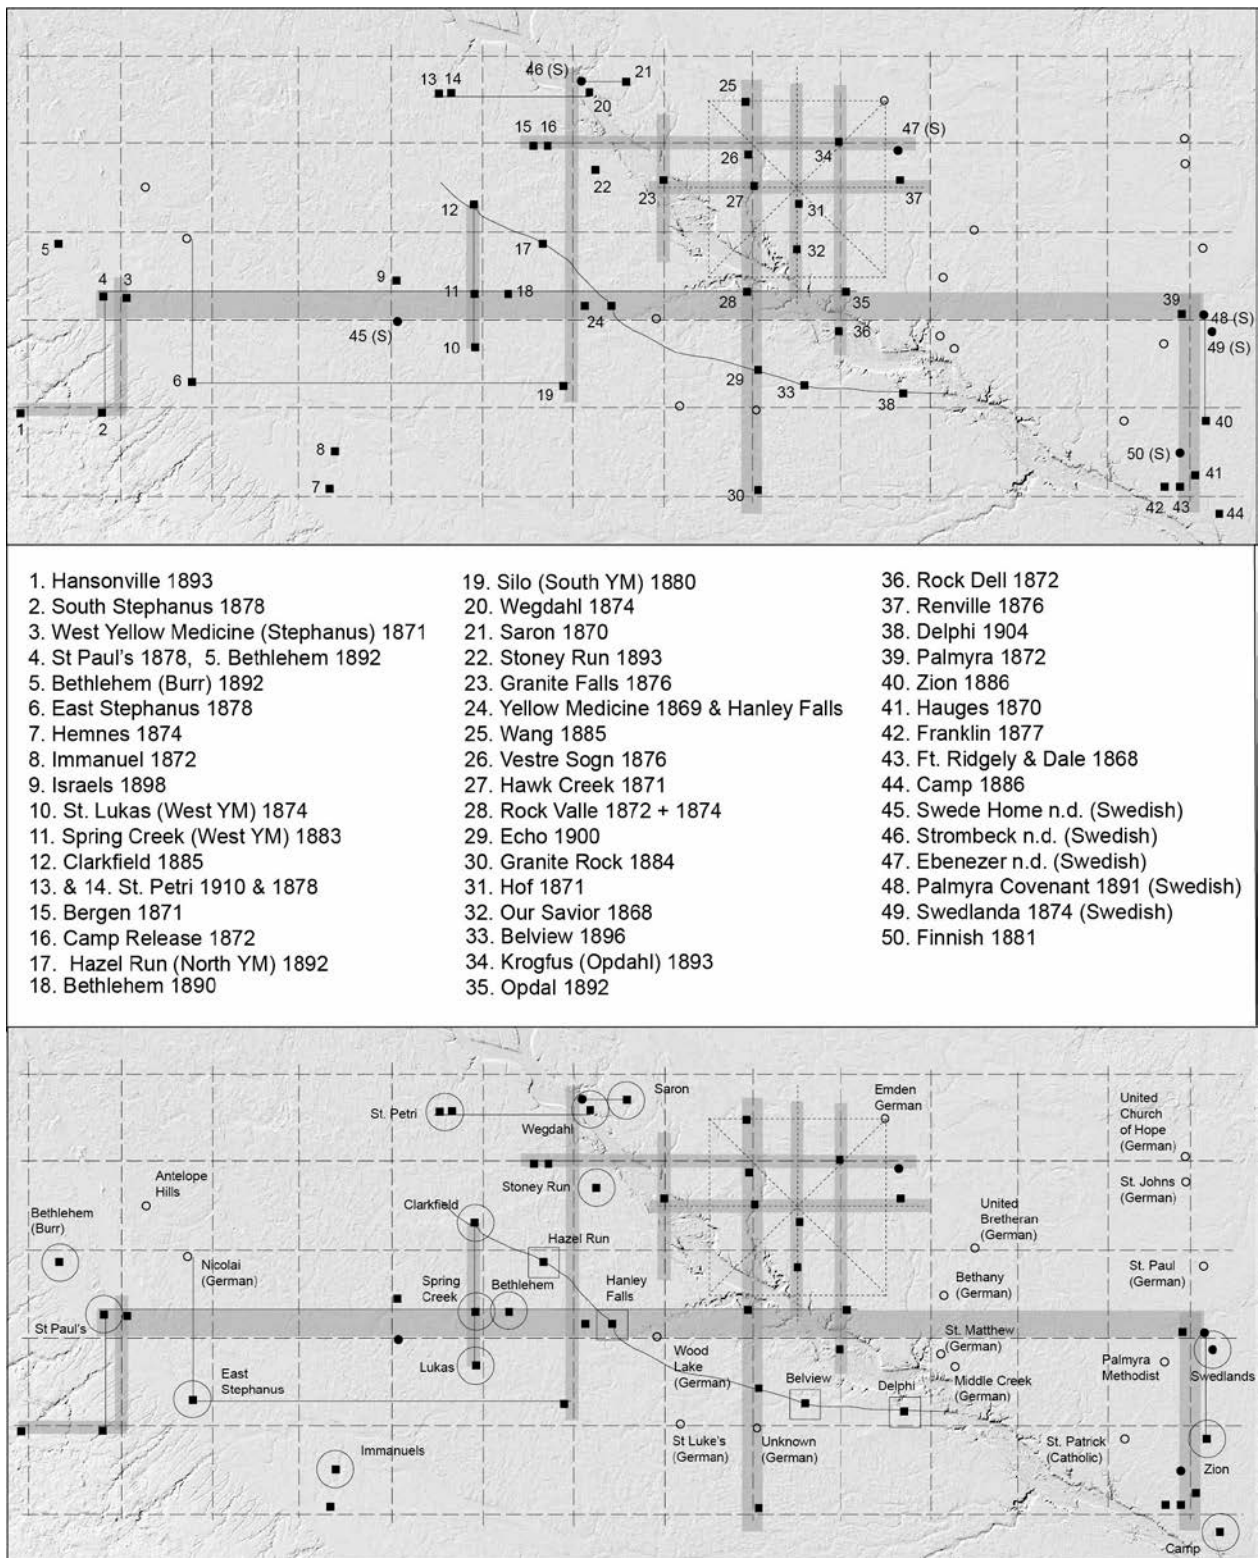 13 14
46 (S)
21
20
25
15 16
47 (S)
26
34
22
23
27
37
12
31
5
17
32
4 3
9
11
18
28
35
39
24
48 (S)
45 (S)
36
49 (S)
10
6
29
19
33
38
1
2
40
8
50 (S)
41
7
30
42 43
44
1. Hansonville 1893
2. South Stephanus 1878
3. West Yellow Medicine (Stephanus) 1871
4. St Paul's 1878, 5. Bethlehem 1892
5. Bethlehem (Burr) 1892
6. East Stephanus 1878
7. Hemnes 1874
8. Immanuel 1872
9. Israels 1898
10. St. Lukas (West YM) 1874
11. Spring Creek (West YM) 1883
12. Clarkfield 1885
13. & 14. St. Petri 1910 & 1878
15. Bergen 1871
16. Camp Release 1872
17. Hazel Run (North YM) 1892
18. Bethlehem 1890
19. Silo (South YM) 1880
20. Wegdahl 1874
21. Saron 1870
22. Stoney Run 1893
23. Granite Falls 1876
24. Yellow Medicine 1869 & Hanley Falls
25. Wang 1885
26. Vestre Sogn 1876
27. Hawk Creek 1871
28. Rock Valle 1872 + 1874
29. Echo 1900
30. Granite Rock 1884
31. Hof 1871
32. Our Savior 1868
33. Belview 1896
34. Krogfus (Opdahl) 1893
35. Opdal 1892
36. Rock Dell 1872
37. Renville 1876
38. Delphi 1904
39. Palmyra 1872
40. Zion 1886
41. Hauges 1870
42. Franklin 1877
43. Ft. Ridgely & Dale 1868
44. Camp 1886
45. Swede Home n.d. (Swedish)
46. Strombeck n.d. (Swedish)
47. Ebenezer n.d. (Swedish)
48. Palmyra Covenant 1891 (Swedish)
49. Swedlanda 1874 (Swedish)
50. Finnish 1881
St. Petri
Saron
Wegdahl
Emden
German
United
Church
of Hope
(German)
Antelope
Hills
Stoney Run
St. Johns
(German)
Bethlehem
(Burr)
Clarkfield
Hazel Run
United
Bretheran
(German)
Nicolai
(German)
Spring
Creek
Bethlehem
Hanley
Falls
Bethany
(German)
St. Paul
(German)
St Paul's
Lukas
Wood
Lake
(German)
St. Matthew
(German)
Palmyra
Methodist
Swedlands
East
Stephanus
Belview
Delphi
Middle Creek
(German)
Immanuels
St Luke's
(German)
Unknown
(German)
St. Patrick
(Catholic)
Zion
Camp